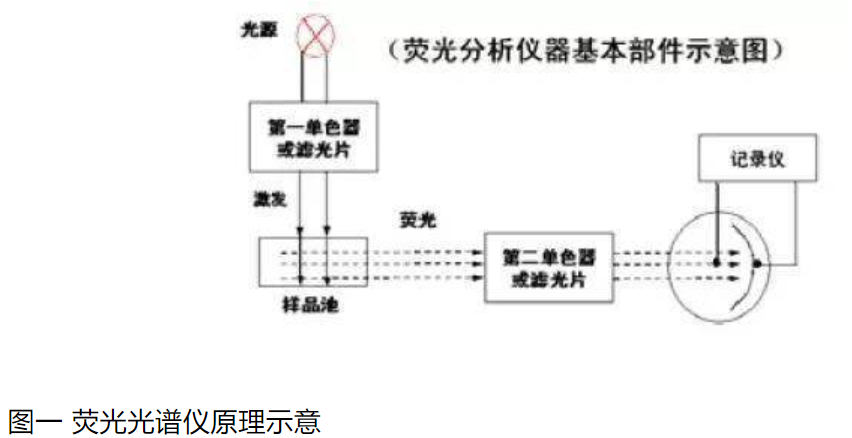 光源
（荧光分析仪器基本部件示意图）
第一单色器
或滤光片
记录仪
激发
荧光
第二单色器
或滤光片
样品池
图一 荧光光谱仪原理示意